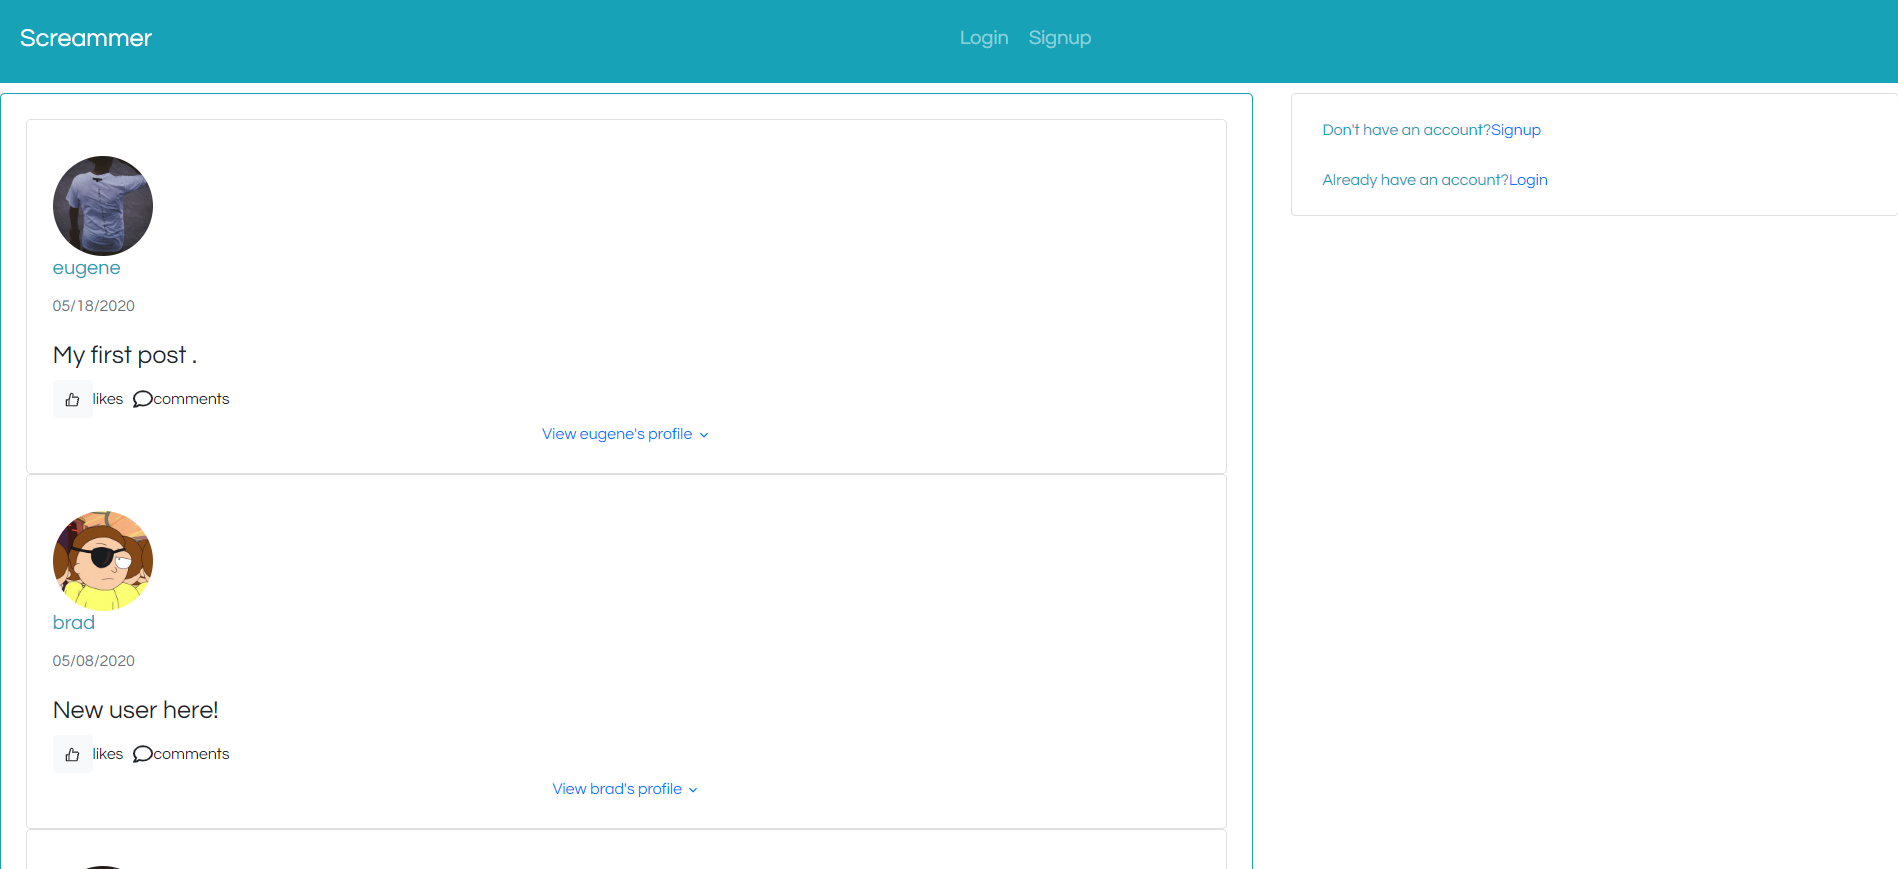 Screammer
Login Signup
eugene
05/18/2020
My first post .
likes comments
View eugene's profile
brad
05/08/2020
New user here!
likes comments
View brad's profile
Don't have an account?Signup
Already have an account?Login